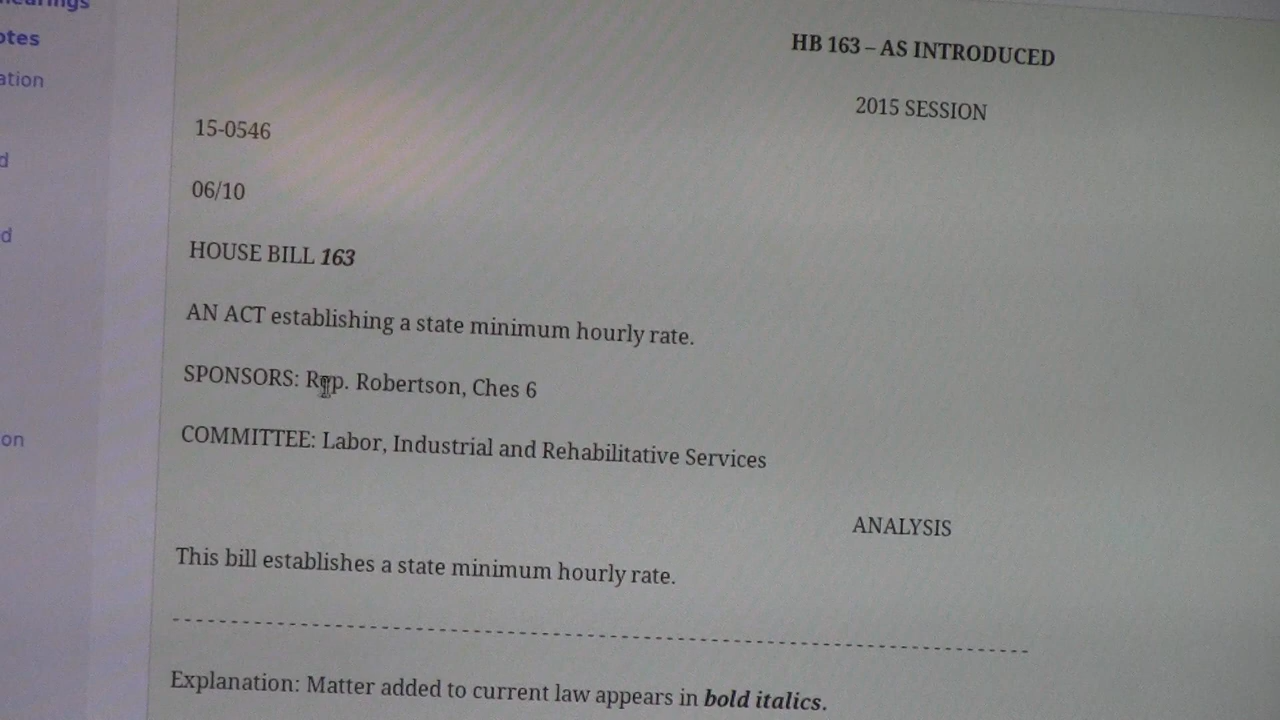 otes
ation
d
d
on
HB 163 – AS INTRODUCED
2015 SESSION
15-0546
06/10
HOUSE BILL 163
AN ACT establishing a state minimum hourly rate.
SPONSORS: Rep. Robertson, Ches 6
COMMITTEE: Labor, Industrial and Rehabilitative Services
ANALYSIS
This bill establishes a state minimum hourly rate.
--------------------------------------------------------------------------------
Explanation: Matter added to current law appears in bold italics.